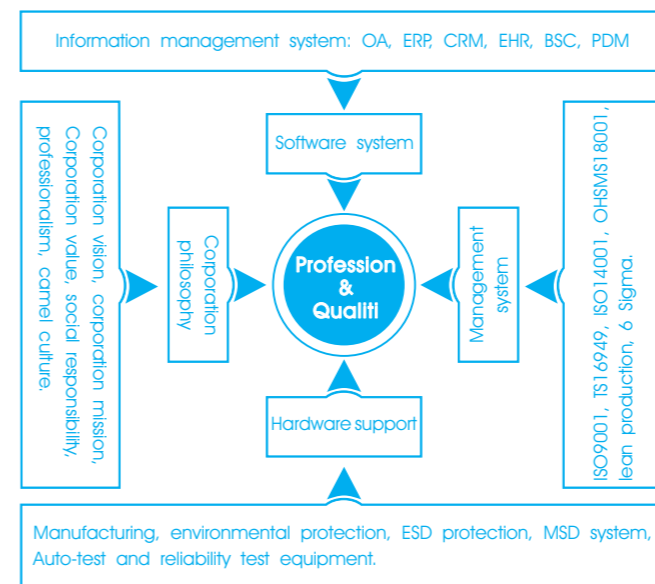 Information management system: OA, ERP, CRM, EHR, BSC, PDM
Software system
Corporation vision, corporation mission,
Corporation value, social responsibility,
professionalism, camel culture.
Corporation
philosophy
Profession
&
Qualiti
Management
system
ISO9001, TS16949, ISO14001, OHSMS18001,
lean production, 6 Sigma.
Hardware support
Manufacturing, environmental protection, ESD protection, MSD system,
Auto-test and reliability test equipment.